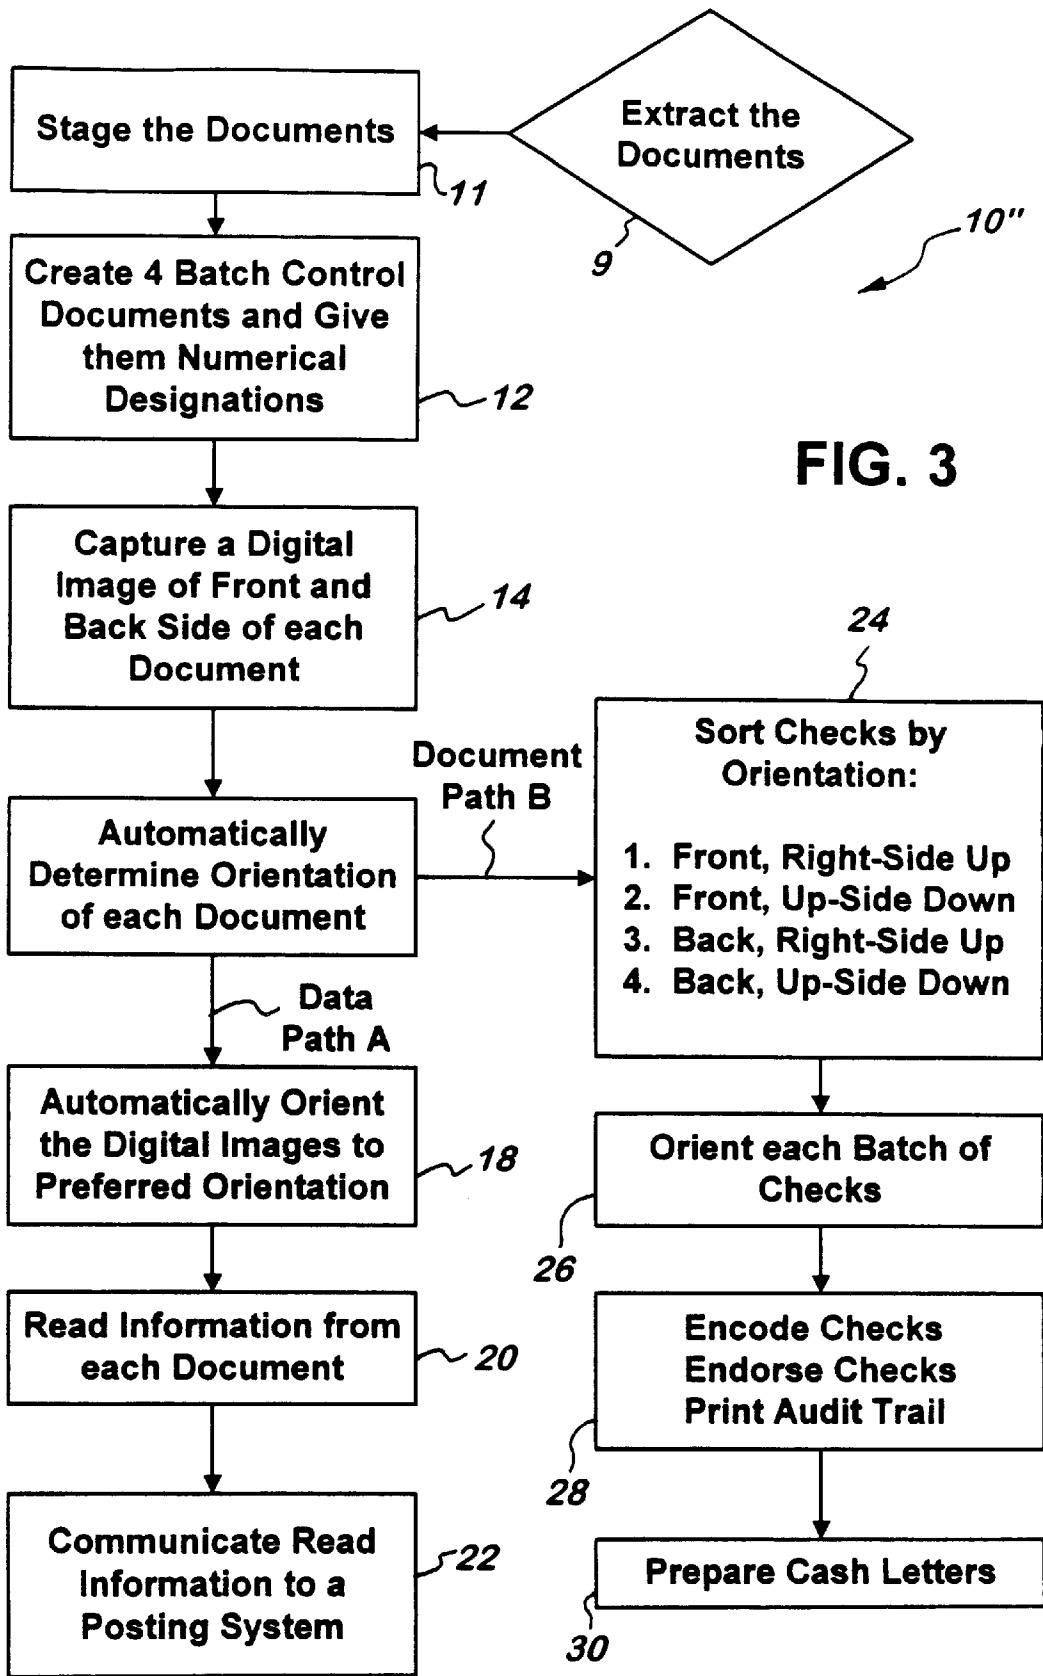 Extract the
Documents
9
10"
Stage the Documents
11
Create 4 Batch Control
Documents and Give
them Numerical
Designations
12
FIG. 3
Capture a Digital
Image of Front and
Back Side of each
Document
14
Automatically
Determine Orientation
of each Document
Document
Path B
Data
Path A
Automatically Orient
the Digital Images to
Preferred Orientation
18
Read Information from
each Document
20
Communicate Read
Information to a
Posting System
22
24
Sort Checks by
Orientation:
1. Front, Right-Side Up
2. Front, Up-Side Down
3. Back, Right-Side Up
4. Back, Up-Side Down
Orient each Batch of
Checks
26
Encode Checks
Endorse Checks
Print Audit Trail
28
Prepare Cash Letters
30